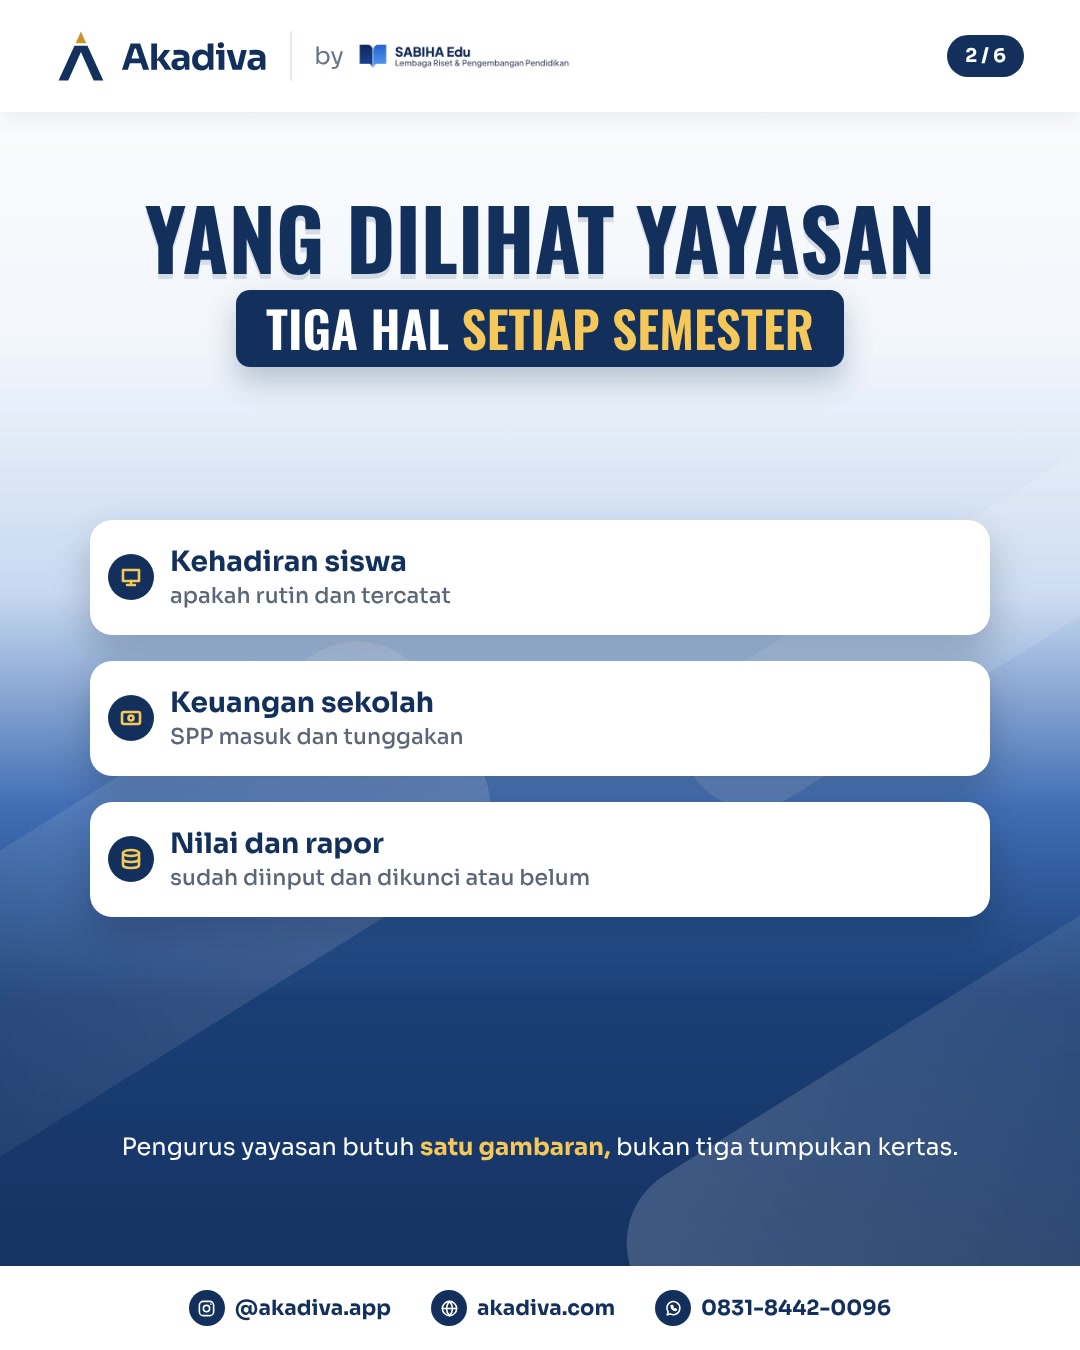 Akadiva
by
SABIHA Edu
Lembaga Riset & Pengembangan Pendidikan
2 / 6
YANG DILIHAT YAYASAN
TIGA HAL SETIAP SEMESTER
Kehadiran siswa
apakah rutin dan tercatat
Keuangan sekolah
SPP masuk dan tunggakan
Nilai dan rapor
sudah diinput dan dikunci atau belum
Pengurus yayasan butuh satu gambaran, bukan tiga tumpukan kertas.
@akadiva.app
akadiva.com
0831-8442-0096